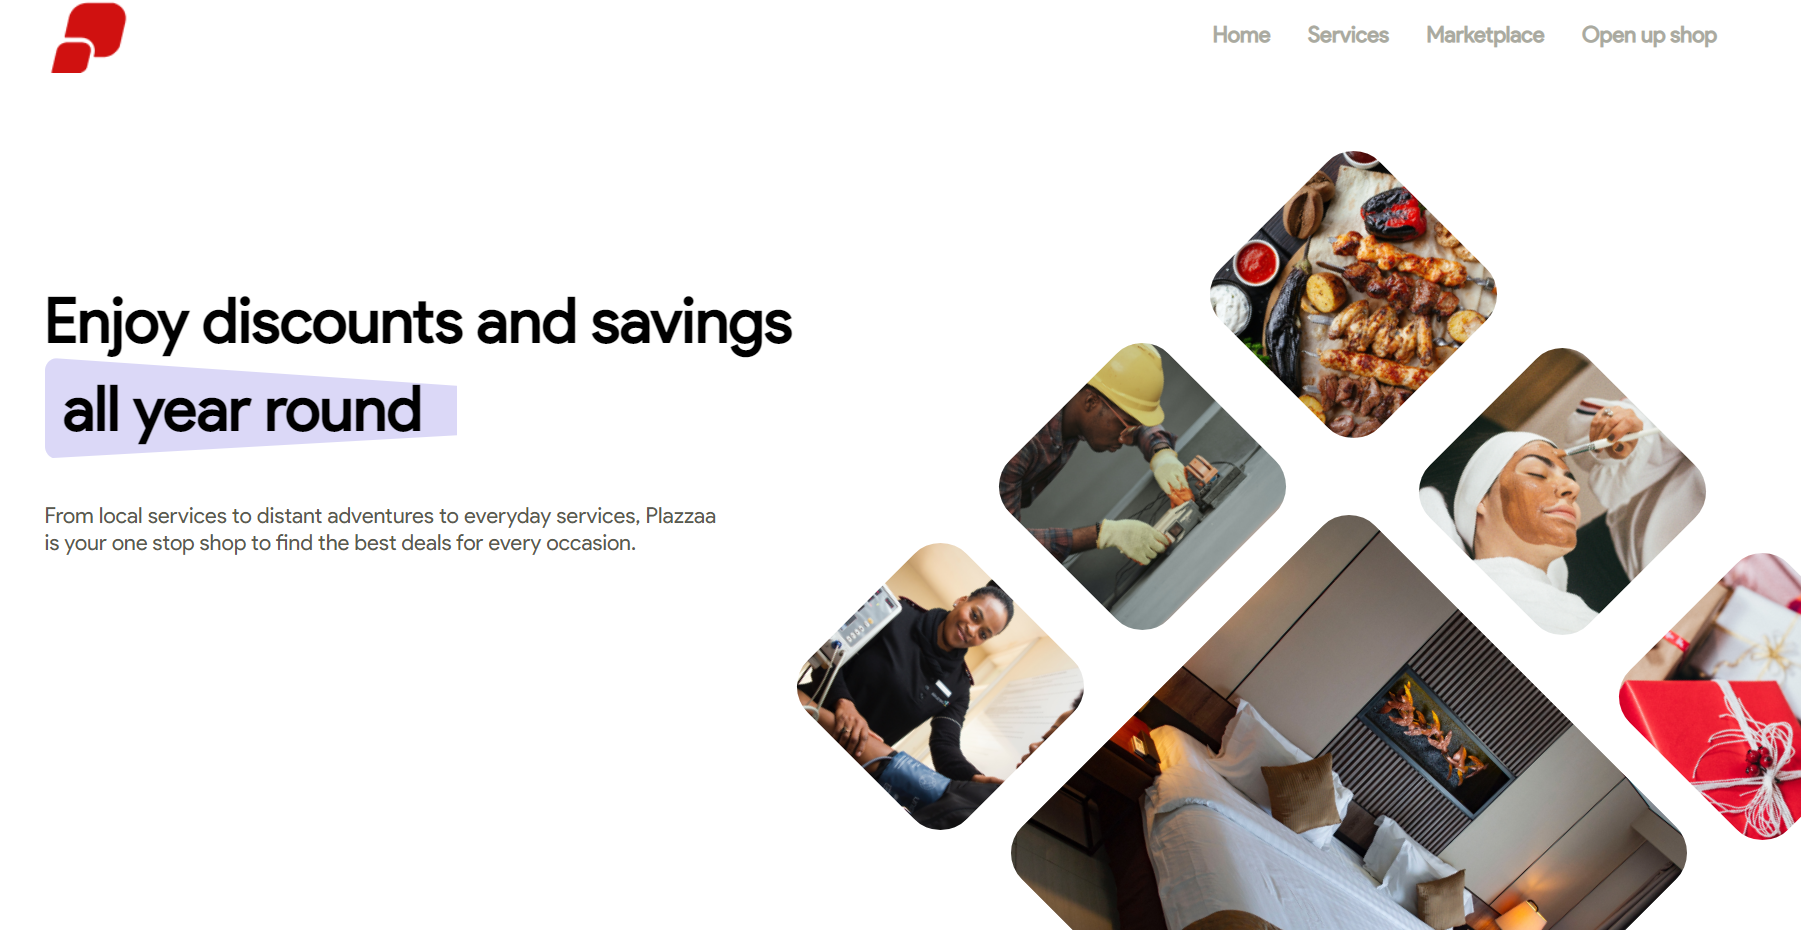 Home Services Marketplace Open up shop
Enjoy discounts and savings
all year round
From local services to distant adventures to everyday services, Plazzaa
is your one stop shop to find the best deals for every occasion.